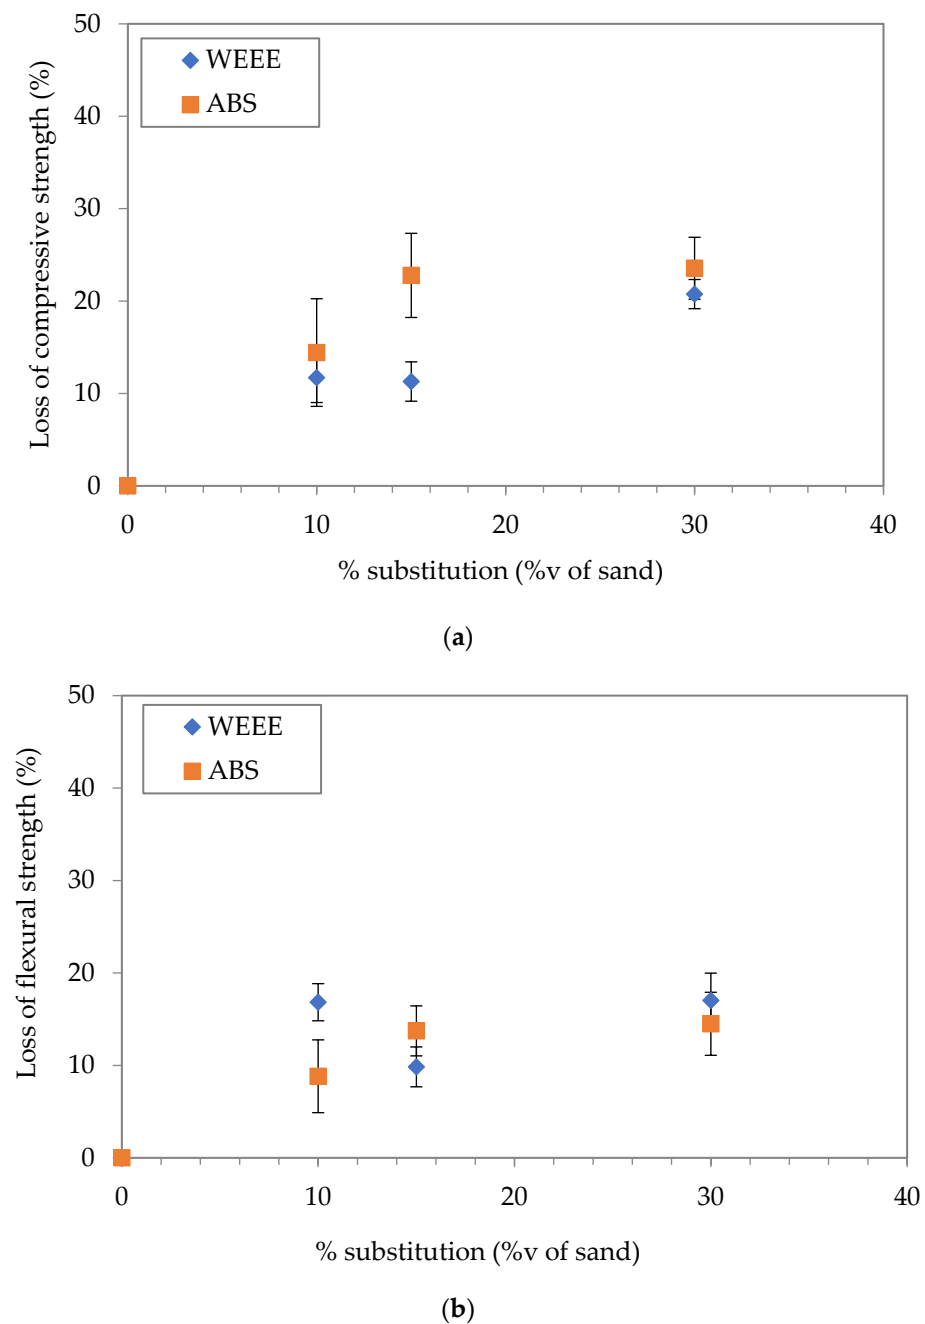 50
40
30
20
10
0
Loss of compressive strength (%)
WEEE
ABS
0 10 20 30 40
% substitution (%v of sand)
(a)
50
40
30
20
10
0
Loss of flexural strength (%)
WEEE
ABS
0 10 20 30 40
% substitution (%v of sand)
(b)